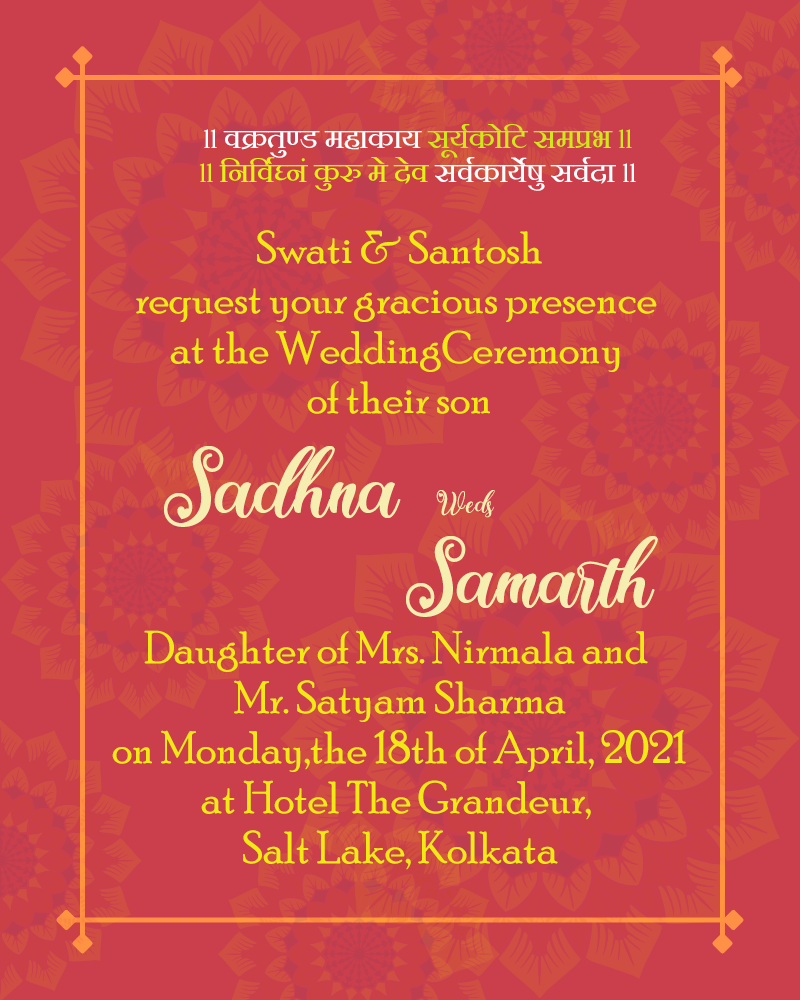 ॥ वक्रतुण्ड महाकाय सूर्यकोटि समप्रभ ॥
॥ निर्विघ्नं कुरु मे देव सर्वकार्येषु सर्वदा ॥
Swati & Santosh
request your gracious presence
at the WeddingCeremony
of their son
Sadhna Weds
Samarth
Daughter of Mrs. Nirmala and
Mr. Satyam Sharma
on Monday,the 18th of April, 2021
at Hotel The Grandeur,
Salt Lake, Kolkata